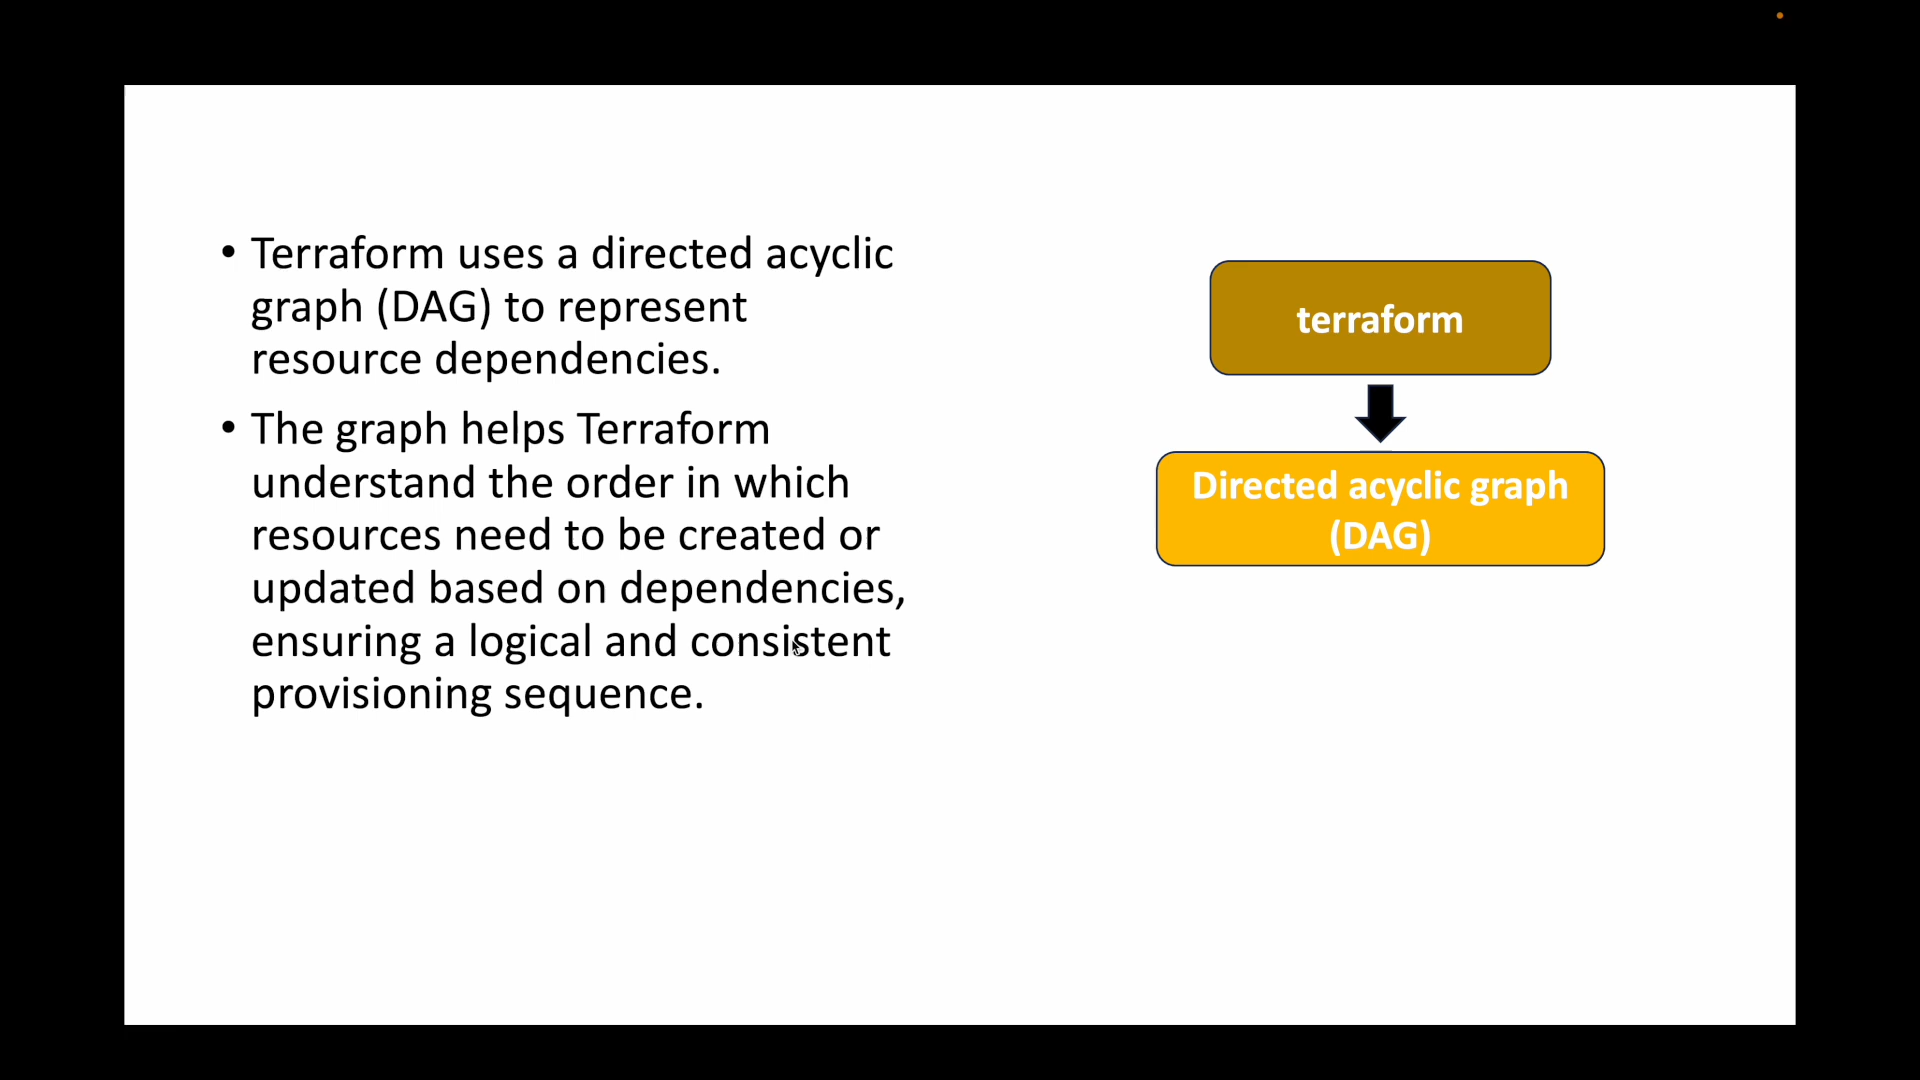 • Terraform uses a directed acyclic
graph (DAG) to represent
resource dependencies.
• The graph helps Terraform
understand the order in which
resources need to be created or
updated based on dependencies,
ensuring a logical and consistent
provisioning sequence.
terraform
Directed acyclic graph
(DAG)